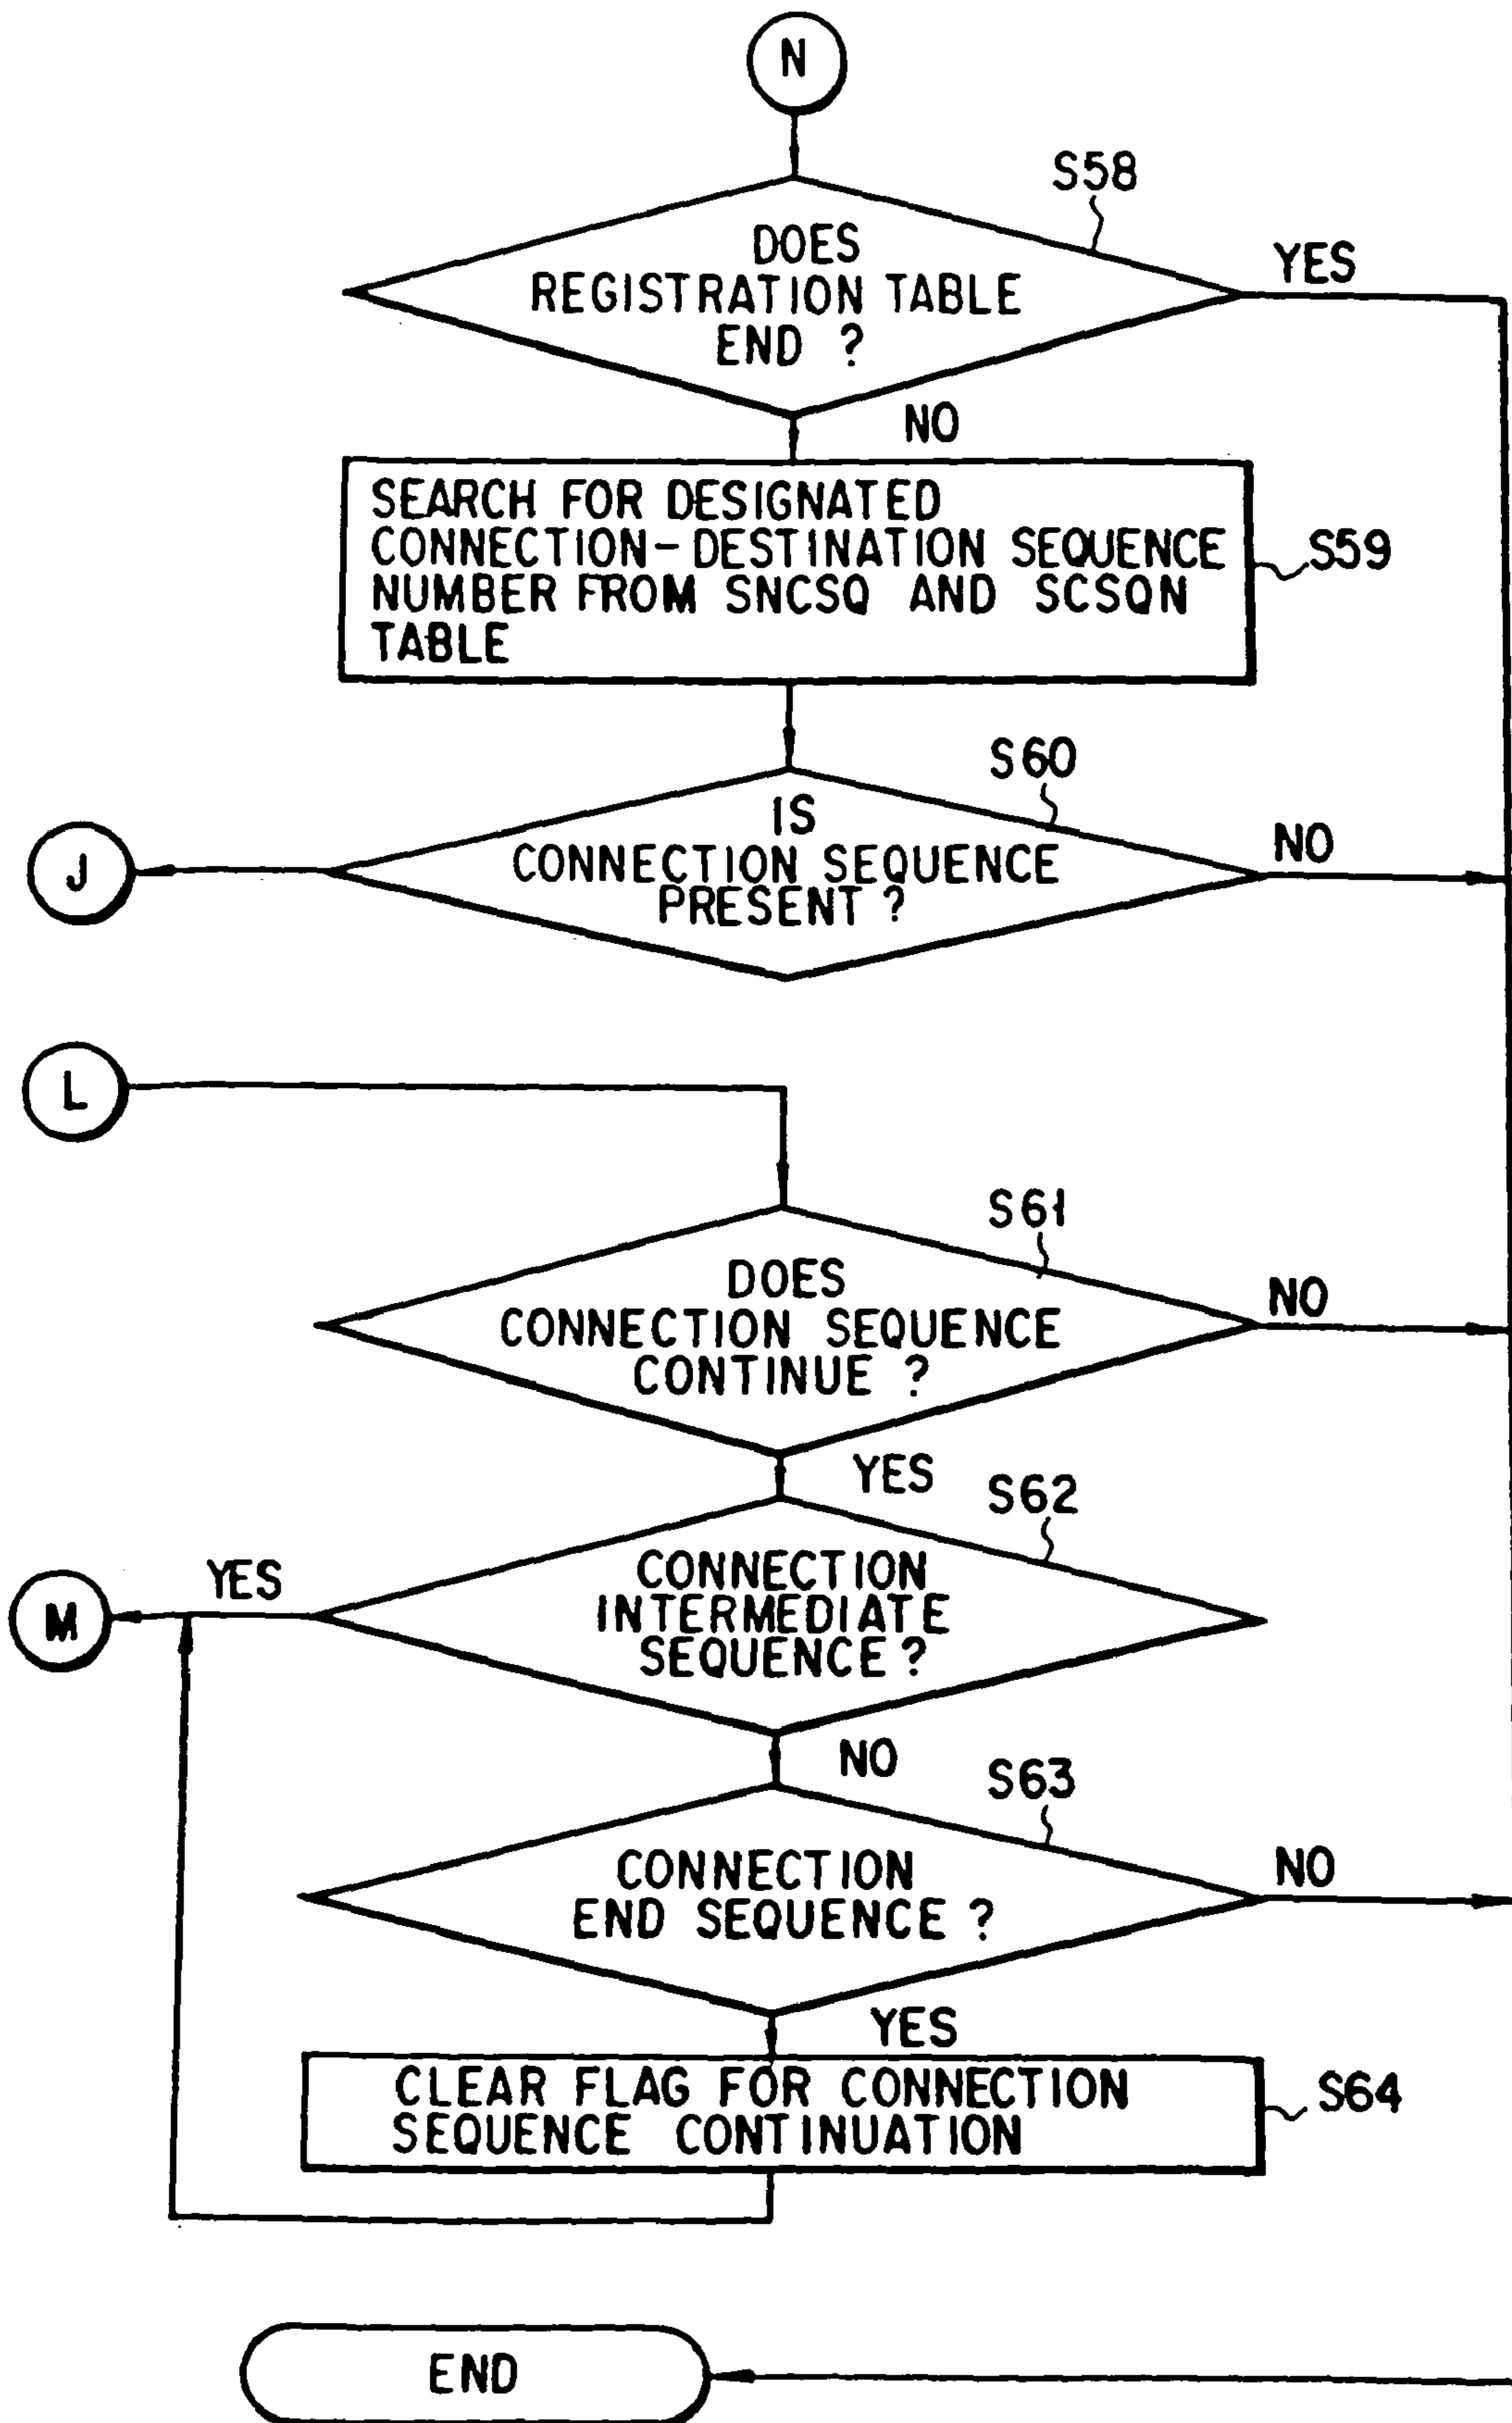 N
S58
DOES
REGISTRATION TABLE
END ?
YES
NO
SEARCH FOR DESIGNATED
CONNECTION-DESTINATION SEQUENCE
NUMBER FROM SNCSQ AND SCSQN
TABLE
S59
S60
IS
CONNECTION SEQUENCE
PRESENT ?
NO
J
L
S61
DOES
CONNECTION SEQUENCE
CONTINUE ?
NO
YES
S62
CONNECTION
INTERMEDIATE
SEQUENCE ?
YES
M
NO
S63
CONNECTION
END SEQUENCE ?
NO
YES
CLEAR FLAG FOR CONNECTION
SEQUENCE CONTINUATION
S64
END